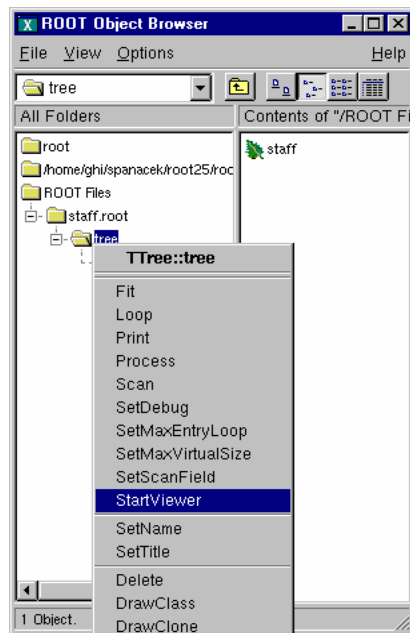 X ROOT Object Browser
File View Options Help
tree
All Folders
Contents of "/ROOT Fi
root
staff
/home/ghi/spanacek/root25/roo
ROOT Files
staff.root
tree
TTree::tree
Fit
Loop
Print
Process
Scan
SetDebug
SetMaxEntryLoop
SetMaxVirtualSize
SetScanField
StartViewer
SetName
SetTitle
Delete
DrawClass
1 Object.
DrawClone